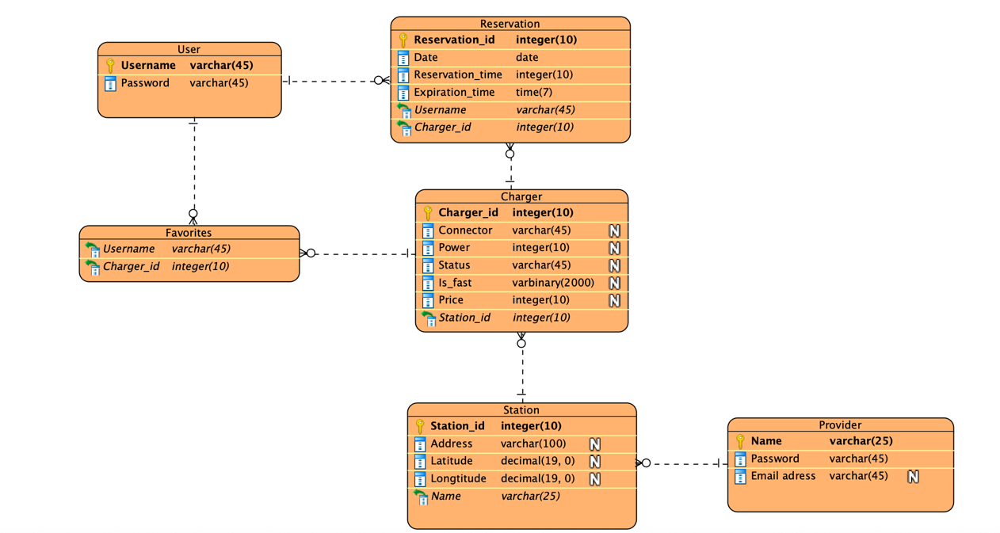 User
Username varchar(45)
Password varchar(45)
Reservation
Reservation_id integer(10)
Date date
Reservation_time integer(10)
Expiration_time time(7)
Username varchar(45)
Charger_id integer(10)
Favorites
Username varchar(45)
Charger_id integer(10)
Charger
Charger_id integer(10)
Connector varchar(45) N
Power integer(10) N
Status varchar(45) N
Is_fast varbinary(2000) N
Price integer(10) N
Station_id integer(10)
Station
Station_id integer(10)
Address varchar(100) N
Latitude decimal(19, 0) N
Longtitude decimal(19, 0) N
Name varchar(25)
Provider
Name varchar(25)
Password varchar(45)
Email adress varchar(45) N